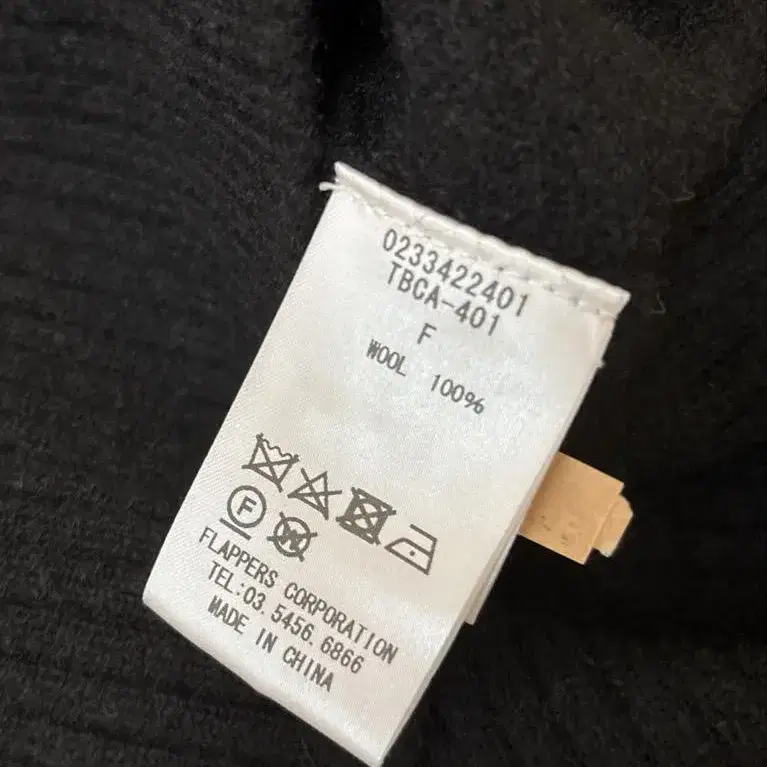 0233422401
TBCA-401
F
WOOL 100%
F
W
FLAPPERS CORPORATION
TEL:03.5456.6866
MADE IN CHINA